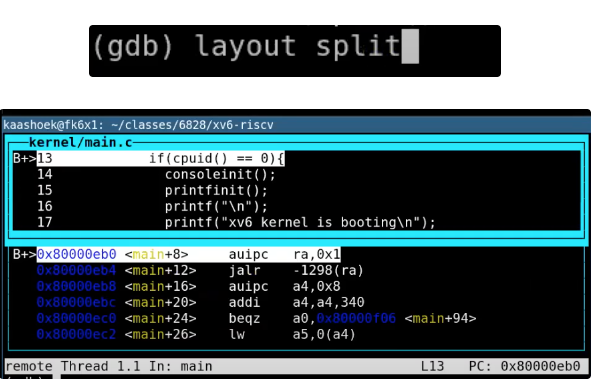 (gdb) layout split
kaashoek@fk6x1: ~/classes/6828/xv6-riscv
kernel/main.c
B+>13 if(cpuid() == 0){
14 consoleinit();
15 printfinit();
16 printf("\n");
17 printf("xv6 kernel is booting\n");
B+>0x80000eb0 <main+8> auipc ra,0x1
0x80000eb4 <main+12> jalr -1298(ra)
0x80000eb8 <main+16> auipc a4,0x8
0x80000ebc <main+20> addi a4,a4,340
0x80000ec0 <main+24> beqz a0,0x80000f06 <main+94>
0x80000ec2 <main+26> lw a5,0(a4)
remote Thread 1.1 In: main L13 PC: 0x80000eb0